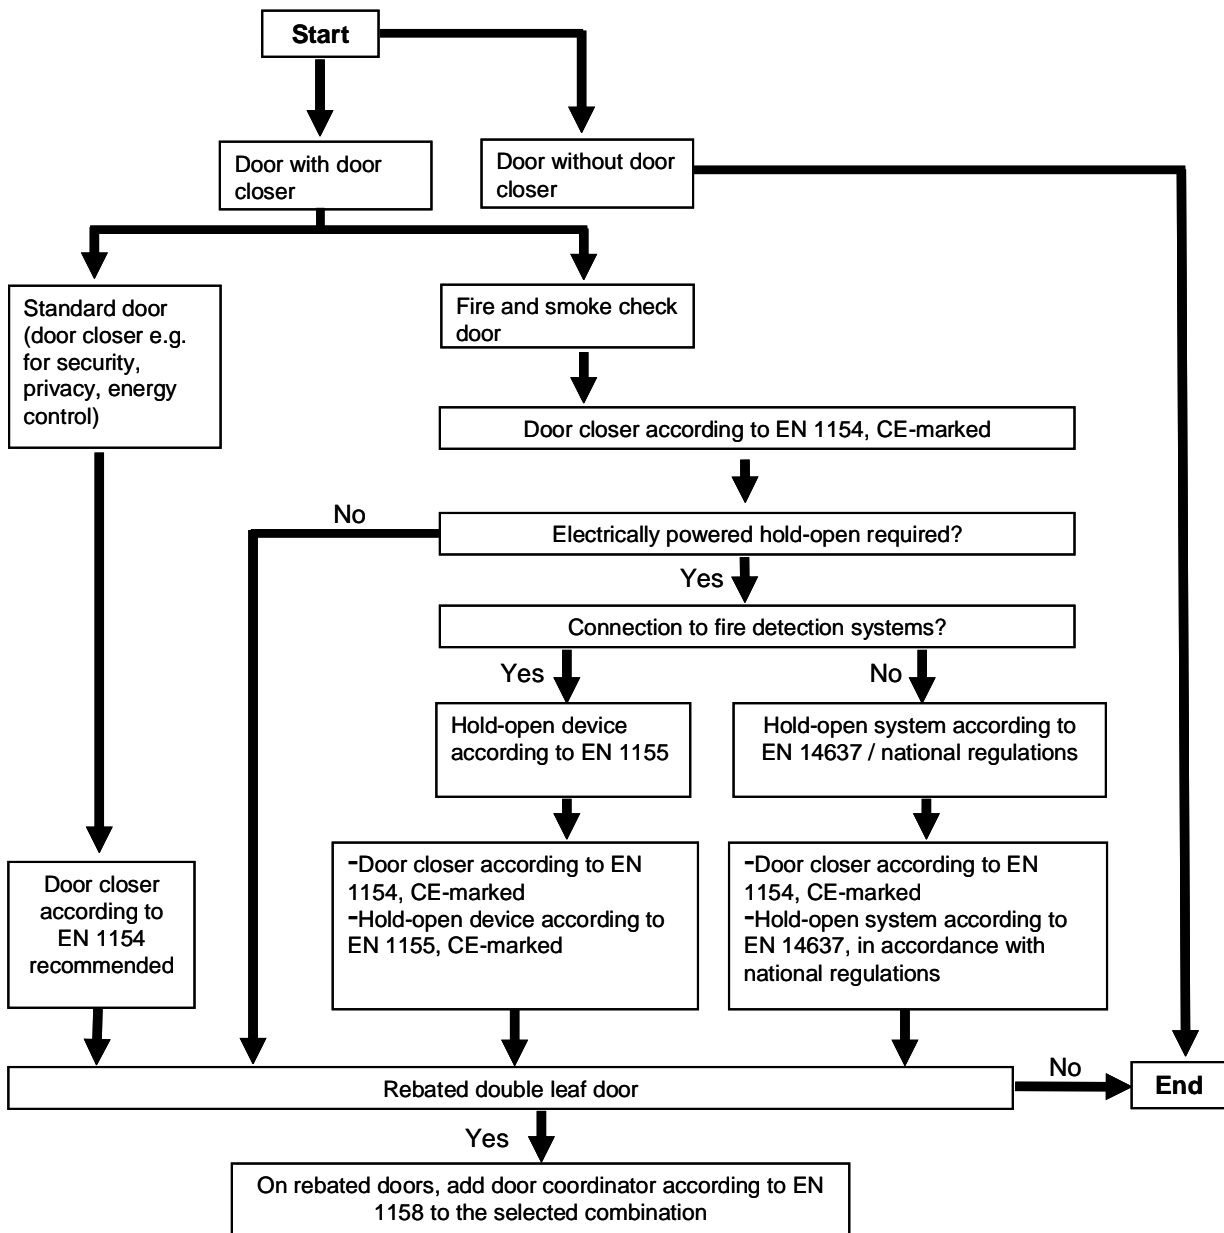 Start
Door with door
closer
Door without door
closer
Standard door
(door closer e.g.
for security,
privacy, energy
control)
Fire and smoke check
door
Door closer according to EN 1154, CE-marked
No
Electrically powered hold-open required?
Yes
Connection to fire detection systems?
Yes
No
Hold-open device
according to EN 1155
Hold-open system according to
EN 14637 / national regulations
Door closer
according to
EN 1154
recommended
-Door closer according to EN
1154, CE-marked
-Hold-open device according to
EN 1155, CE-marked
-Door closer according to EN
1154, CE-marked
-Hold-open system according to
EN 14637, in accordance with
national regulations
Rebated double leaf door
No
End
Yes
On rebated doors, add door coordinator according to EN
1158 to the selected combination